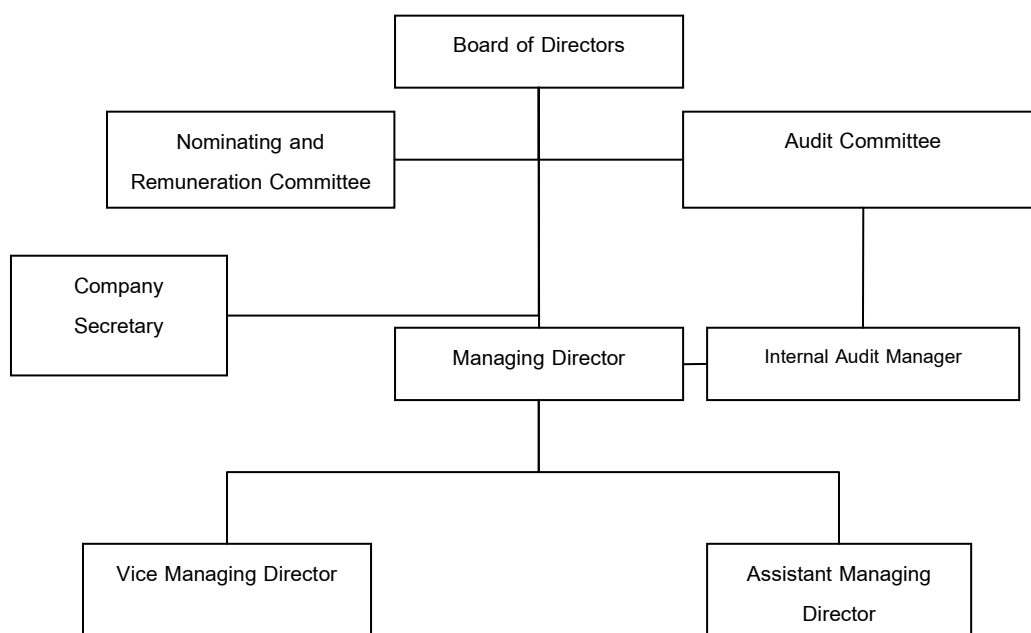 Board of Directors
Nominating and
Remuneration Committee
Audit Committee
Company
Secretary
Managing Director
Internal Audit Manager
Vice Managing Director
Assistant Managing
Director